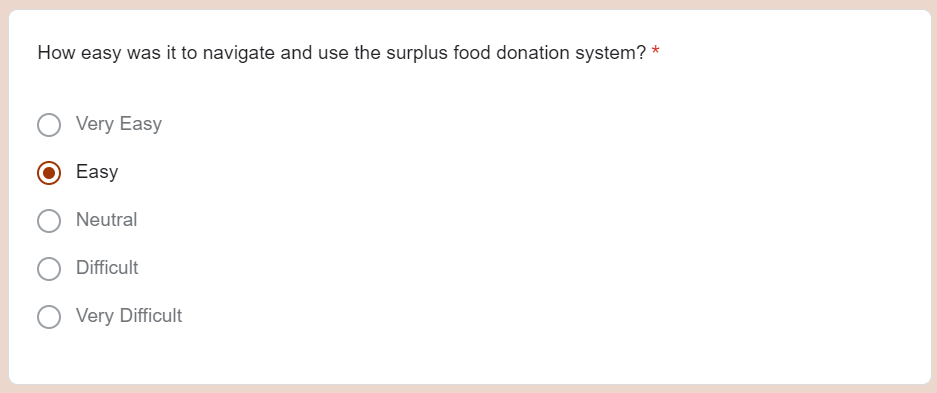 How easy was it to navigate and use the surplus food donation system? *
Very Easy
Easy
Neutral
Difficult
Very Difficult